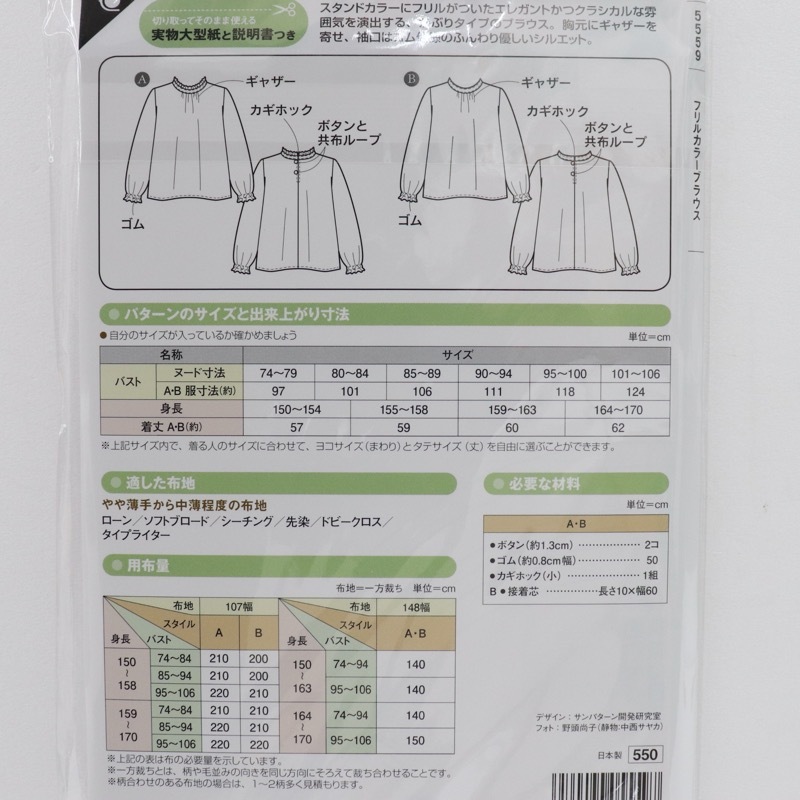 切り取ってそのまま使える
実物大型紙と説明書つき
スタンドカラーにフリルがついたエレガントかつクラシカルな雰
囲気を演出する、
ぶりタイプのブラウス。胸元にギャザーを
寄せ、袖口はゴム仕様のふんわり優しいシルエット。
5559
フリルカラーブラウス
A
ギャザー
カギホック
ボタンと
共布ループ
ゴム
B
ギャザー
カギホック
ボタンと
共布ループ
ゴム
パターンのサイズと出来上がり寸法
●自分のサイズが入っているか確かめましょう
単位=cm
名称 サイズ
バスト ヌード寸法 74〜79 80〜84 85〜89 90〜94 95〜100 101〜106
A・B 服寸法(約) 97 101 106 111 118 124
身長 150〜154 155〜158 159〜163 164〜170
着丈 A・B(約) 57 59 60 62
※上記サイズ内で、着る人のサイズに合わせて、ヨコサイズ(まわり)とタテサイズ(丈)を自由に選ぶことができます。
適した布地
やや薄手から中薄程度の布地
ローン/ソフトブロード/シーチング/先染/ドビークロス/
タイプライター
必要な材料
単位=cm
A・B
●ボタン(約1.3cm) 2コ
●ゴム(約0.8cm幅) 50
●カギホック(小) 1組
B ●接着芯 長さ10×幅60
用布量
布地=一方裁ち 単位=cm
布地 107幅 布地 148幅
スタイル A B スタイル A・B
身長 バスト 身長 バスト
150〜158 74〜84 210 200 150〜163 74〜94 140
85〜94 210 200
95〜106 220 210 95〜106 140
159〜170 74〜84 210 210 164〜170 74〜94 140
85〜94 220 210
95〜106 220 220 95〜106 150
※上記の表は布の必要量を示しています。
※一方裁ちとは、柄や毛並みの向きを同じ方向にそろえて裁ち合わせることです。
※柄合わせのある布地の場合は、1〜2柄多く見積もります。
デザイン:サンパターン開発研究室
フォト:野頭尚子(静物:中西サヤカ)
日本製 550